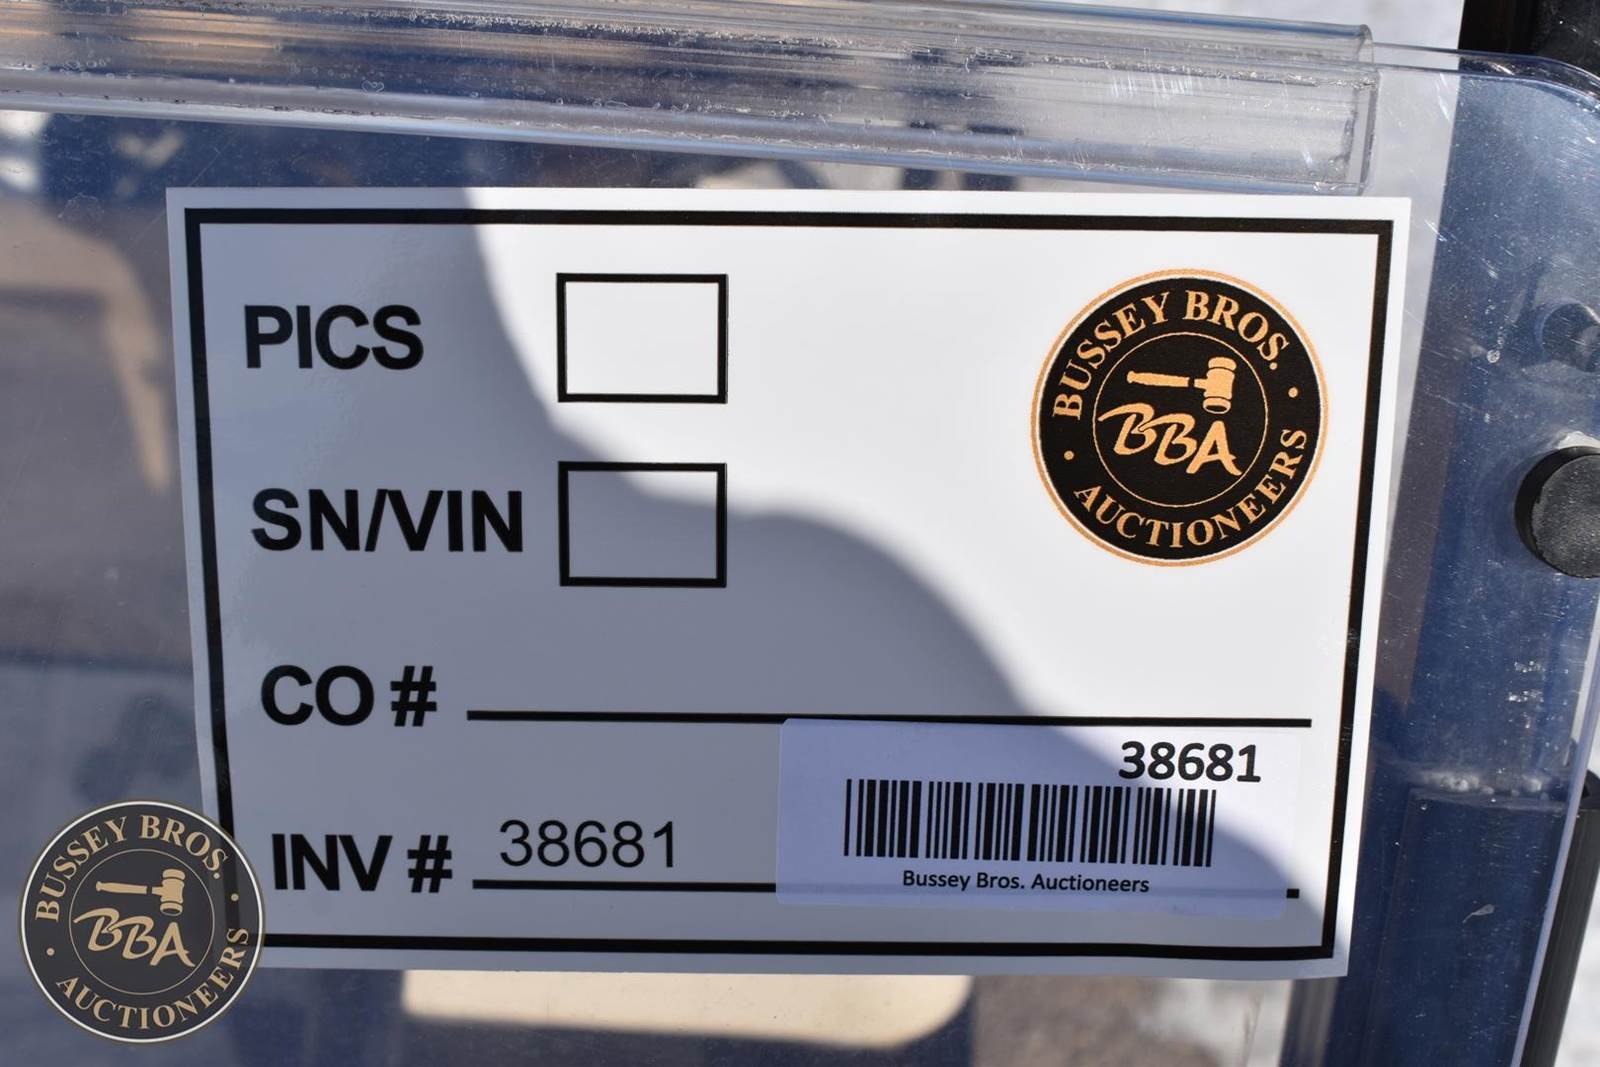 PICS
BUSSEY BROS.
BBA
AUCTIONEERS
SN/VIN
CO #
38681
INV # 38681
Bussey Bros. Auctioneers
BUSSEY BROS.
BBA
AUCTIONEERS